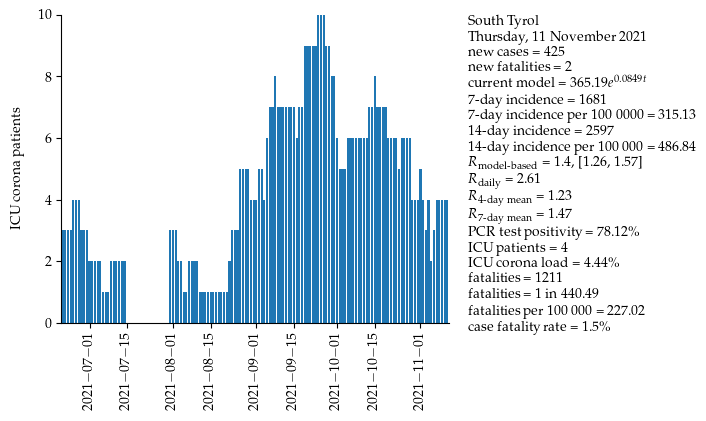 10
8
6
4
2
0
ICU corona patients
2021−07−01
2021−07−15
2021−08−01
2021−08−15
2021−09−01
2021−09−15
2021−10−01
2021−10−15
2021−11−01
South Tyrol
Thursday, 11 November 2021
new cases = 425
new fatalities = 2
current model = 365.19e^0.0849t
7-day incidence = 1681
7-day incidence per 100 0000 = 315.13
14-day incidence = 2597
14-day incidence per 100 000 = 486.84
R model-based = 1.4, [1.26, 1.57]
R daily = 2.61
R 4-day mean = 1.23
R 7-day mean = 1.47
PCR test positivity = 78.12%
ICU patients = 4
ICU corona load = 4.44%
fatalities = 1211
fatalities = 1 in 440.49
fatalities per 100 000 = 227.02
case fatality rate = 1.5%